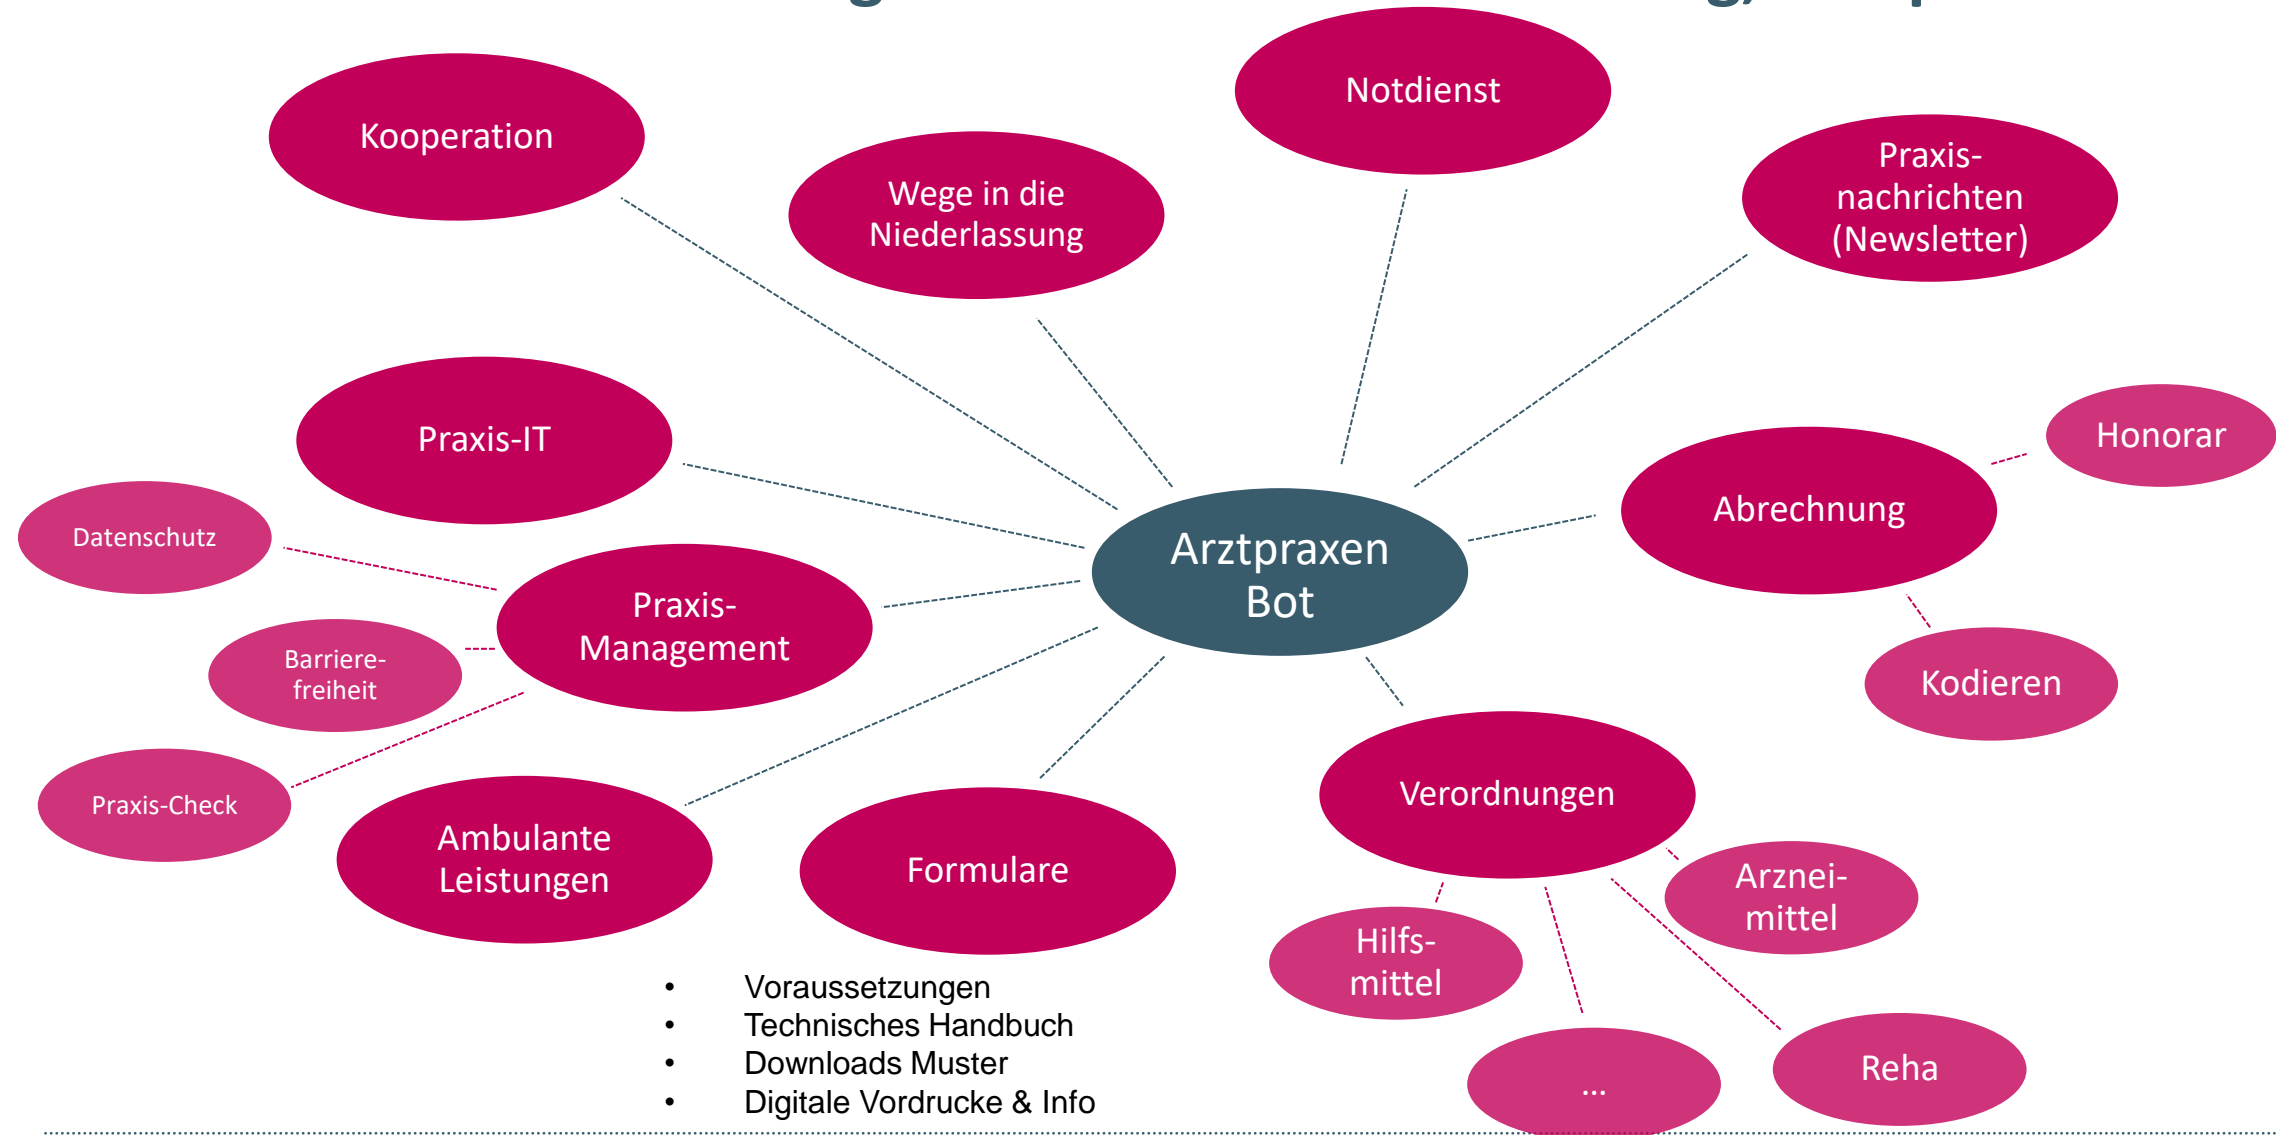 Notdienst
Kooperation
Praxis-
nachrichten
(Newsletter)
Wege in die
Niederlassung
Praxis-IT
Honorar
Abrechnung
Datenschutz
Arztpraxen
Bot
Praxis-
Management
Barriere-
freiheit
Kodieren
Praxis-Check
Verordnungen
Ambulante
Leistungen
Formulare
Arznei-
mittel
Hilfs-
mittel
Reha
...
• Voraussetzungen
• Technisches Handbuch
• Downloads Muster
• Digitale Vordrucke & Info